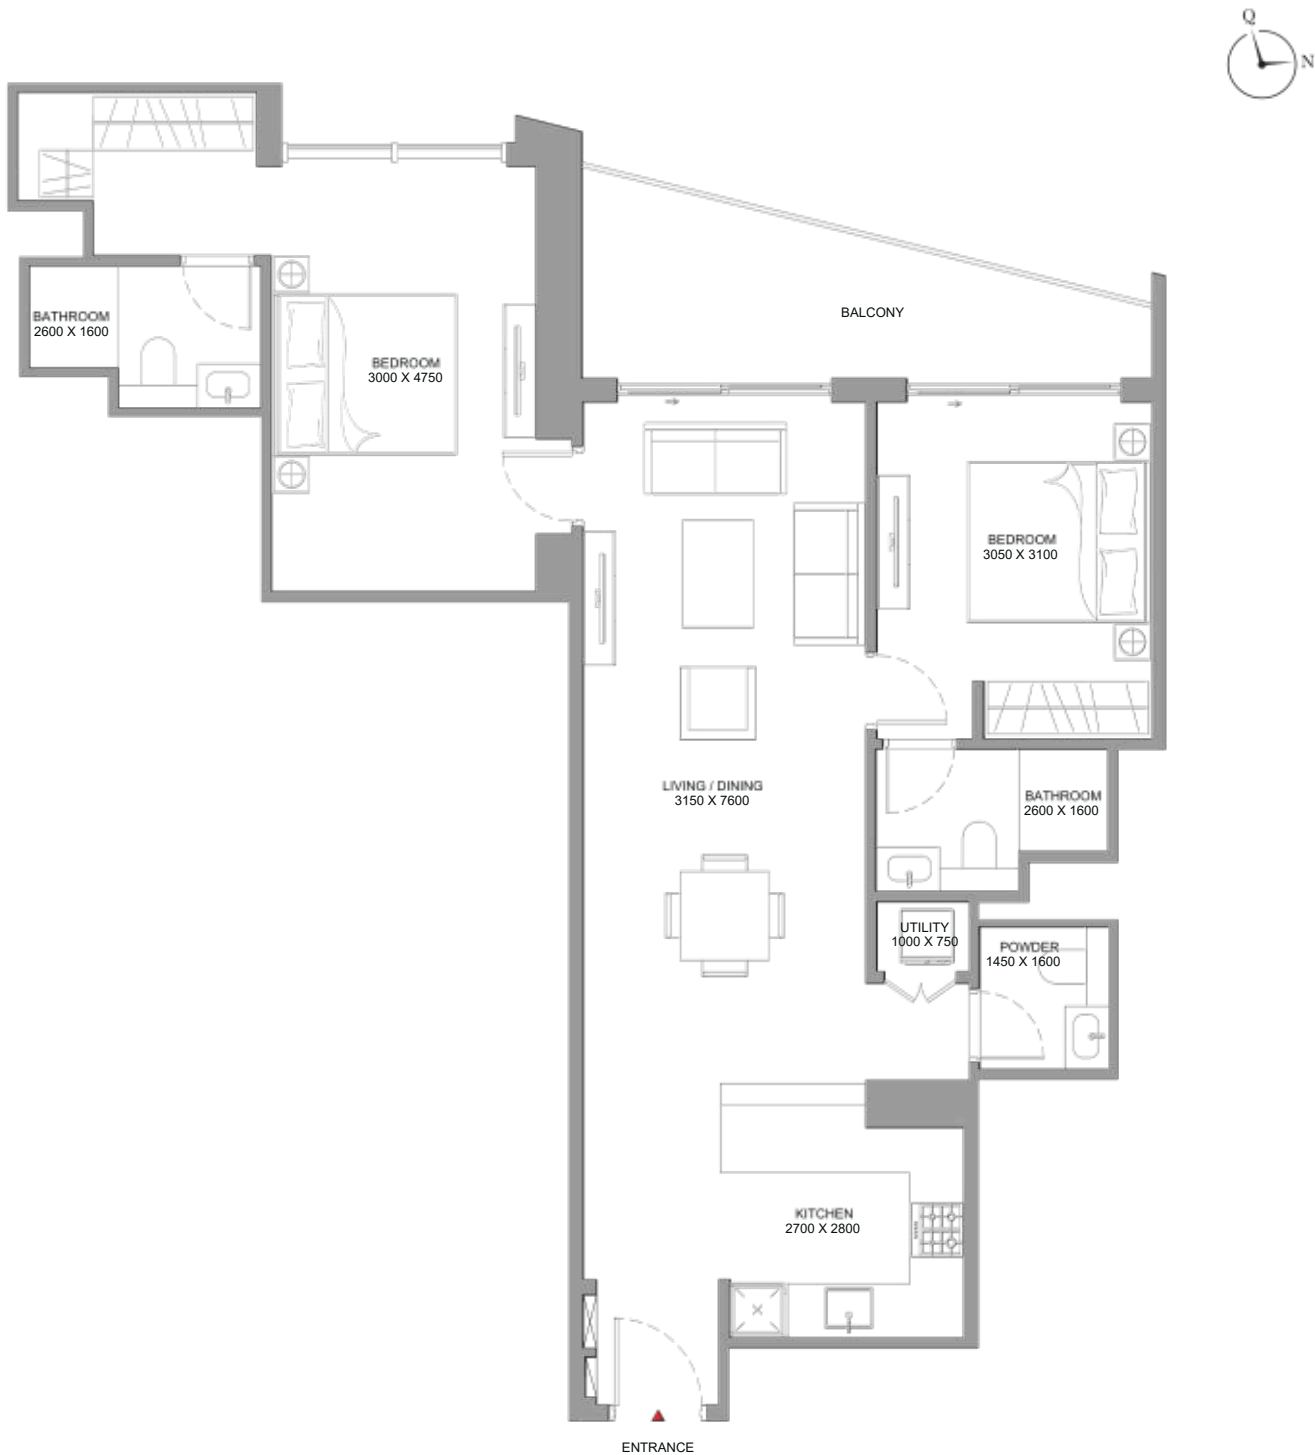 Q
N
BATHROOM
2600 X 1600
BALCONY
BEDROOM
3000 X 4750
BEDROOM
3050 X 3100
LIVING / DINING
3150 X 7600
BATHROOM
2600 X 1600
UTILITY
1000 X 750
POWDER
1450 X 1600
KITCHEN
2700 X 2800
ENTRANCE